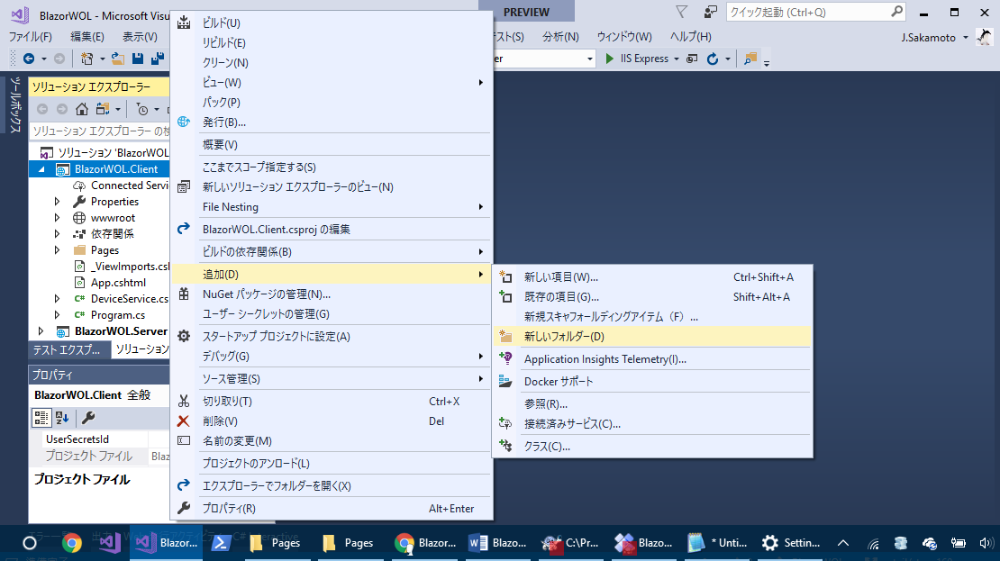 BlazorWOL - Microsoft Visu
PREVIEW
クイック起動 (Ctrl+Q)
ファイル(F) 編集(E) 表示(V)
スト(S) 分析(N) ウィンドウ(W) ヘルプ(H)
J.Sakamoto
er
IIS Express
ツールボックス
ソリューション エクスプローラー
ソリューション エクスプローラー の検
ソリューション 'BlazorWOL
BlazorWOL.Client
Connected Servi
Properties
wwwroot
依存関係
Pages
_ViewImports.csh
App.cshtml
DeviceService.cs
Program.cs
BlazorWOL.Server
テスト エクスプ... ソリューション
プロパティ
BlazorWOL.Client 全般
UserSecretsId
プロジェクト ファイル Blaz
プロジェクト ファイル
ビルド(U)
リビルド(E)
クリーン(N)
ビュー(W)
パック(P)
発行(B)...
概要(V)
ここまでスコープ指定する(S)
新しいソリューション エクスプローラーのビュー(N)
File Nesting
BlazorWOL.Client.csproj の編集
ビルドの依存関係(B)
追加(D)
NuGet パッケージの管理(N)...
ユーザー シークレットの管理(G)
スタートアップ プロジェクトに設定(A)
デバッグ(G)
ソース管理(S)
切り取り(T) Ctrl+X
削除(V) Del
名前の変更(M)
プロジェクトのアンロード(L)
エクスプローラーでフォルダーを開く(X)
プロパティ(R) Alt+Enter
新しい項目(W)... Ctrl+Shift+A
既存の項目(G)... Shift+Alt+A
新規スキャフォールディングアイテム（F）...
新しいフォルダー(D)
Application Insights Telemetry(I)...
Docker サポート
参照(R)...
接続済みサービス(C)...
クラス(C)...
Blazor... Pages Pages Blazor... Blazo... C:\Pr... Blazo... * Unti... Settin...